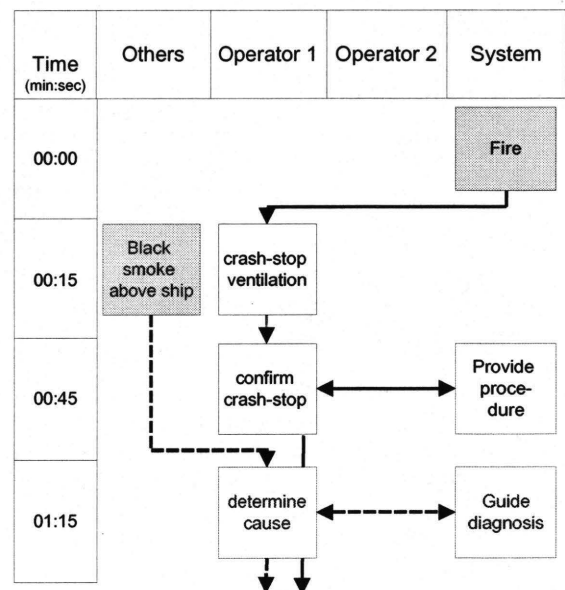 Time
(min:sec)
Others
Operator 1
Operator 2
System
00:00
Fire
00:15
Black
smoke
above ship
crash-stop
ventilation
00:45
confirm
crash-stop
Provide
proce-
dure
01:15
determine
cause
Guide
diagnosis